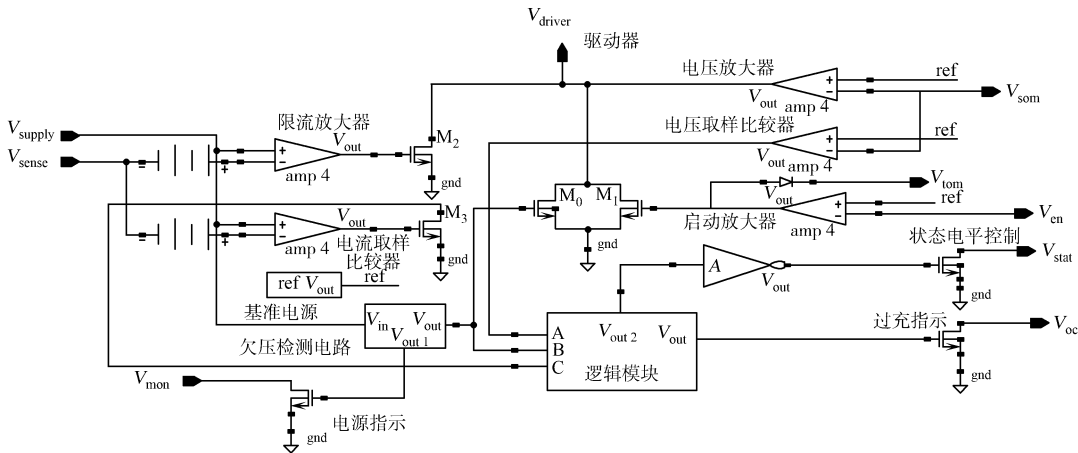 V_driver
驱动器
电压放大器
ref
+
−
V_out
amp 4
V_som
V_supply
V_sense
限流放大器
V_out
M_2
+
−
amp 4
gnd
−
+
电压取样比较器
ref
+
−
V_out
amp 4
V_out
V_tom
M_0
M_1
gnd
启动放大器
+
−
amp 4
ref
V_en
M_3
V_out
+
−
amp 4
gnd
−
+
电流取样
比较器
ref V_out
ref
基准电源
状态电平控制
V_stat
A
V_out
gnd
V_in
V_out
V_out 1
欠压检测电路
A
B
C
V_out 2
V_out
逻辑模块
过充指示
V_oc
gnd
V_mon
电源指示
gnd